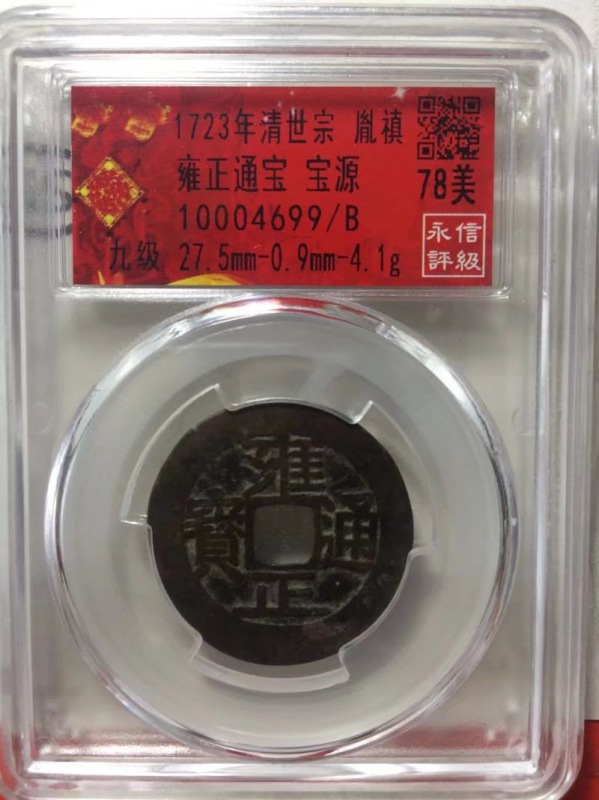 1723年清世宗 胤禛
雍正通宝 宝源
78美
10004699/B
九级 27.5mm-0.9mm-4.1g
永信
評級
雍正通寶